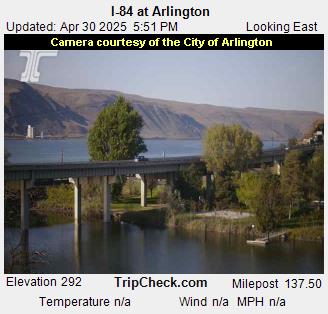 I-84 at Arlington
Updated: Apr 30 2025 5:51 PM Looking East
Camera courtesy of the City of Arlington
Elevation 292 TripCheck.com Milepost 137.50
Temperature n/a Wind n/a MPH n/a